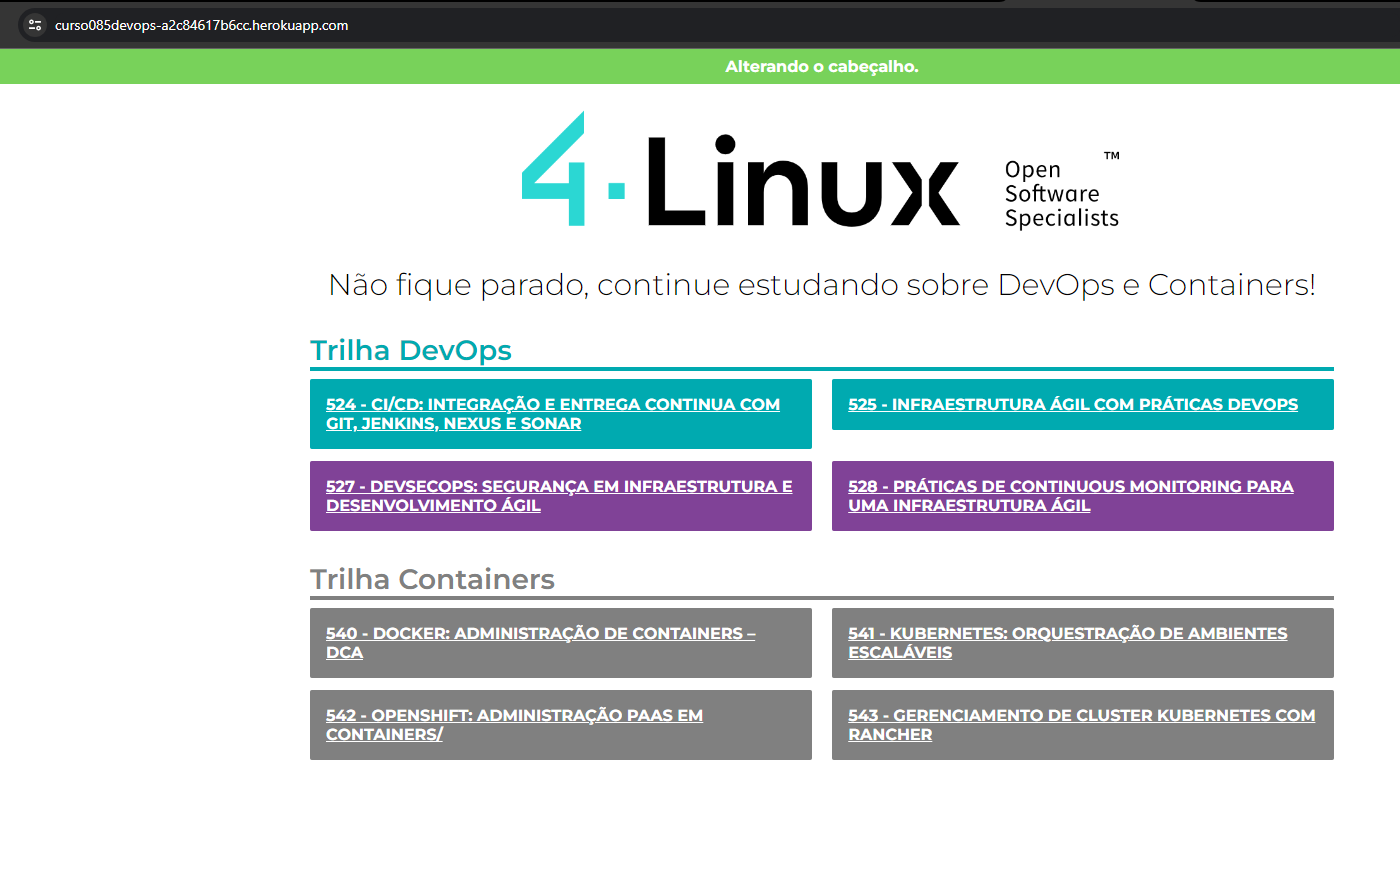 curso085devops-a2c84617b6cc.herokuapp.com
Alterando o cabeçalho.
4.Linux
Open
Software
Specialists
TM
Não fique parado, continue estudando sobre DevOps e Containers!
Trilha DevOps
524 - CI/CD: INTEGRAÇÃO E ENTREGA CONTINUA COM
GIT, JENKINS, NEXUS E SONAR
525 - INFRAESTRUTURA ÁGIL COM PRÁTICAS DEVOPS
527 - DEVSECOPS: SEGURANÇA EM INFRAESTRUTURA E
DESENVOLVIMENTO ÁGIL
528 - PRÁTICAS DE CONTINUOUS MONITORING PARA
UMA INFRAESTRUTURA ÁGIL
Trilha Containers
540 - DOCKER: ADMINISTRAÇÃO DE CONTAINERS –
DCA
541 - KUBERNETES: ORQUESTRAÇÃO DE AMBIENTES
ESCALÁVEIS
542 - OPENSHIFT: ADMINISTRAÇÃO PAAS EM
CONTAINERS/
543 - GERENCIAMENTO DE CLUSTER KUBERNETES COM
RANCHER